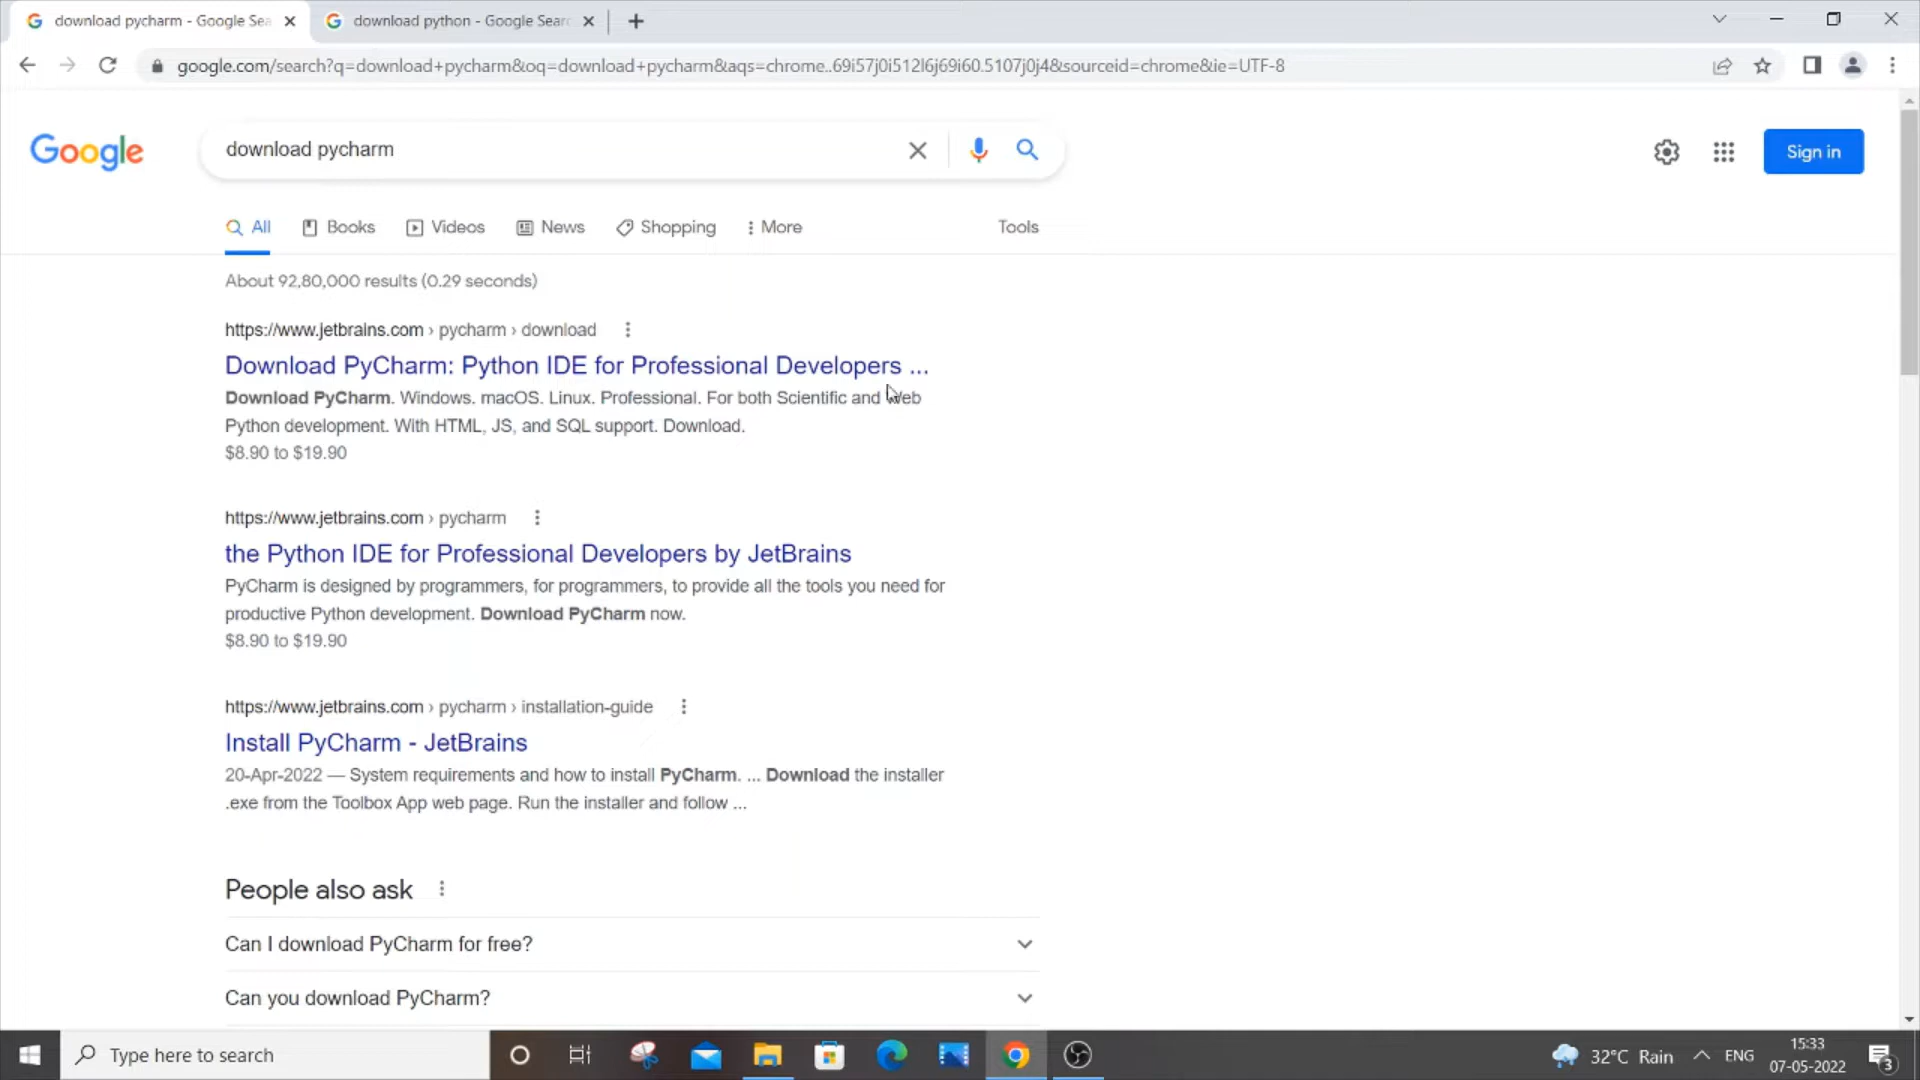 download pycharm - Google Sea
download python - Google Sear
google.com/search?q=download+pycharm&oq=download+pycharm&aqs=chrome..69i57j0i512l6j69i60.5107j0j4&sourceid=chrome&ie=UTF-8
Google
download pycharm
Sign in
All
Books
Videos
News
Shopping
More
Tools
About 92,80,000 results (0.29 seconds)
https://www.jetbrains.com › pycharm › download
Download PyCharm: Python IDE for Professional Developers ...
Download PyCharm. Windows. macOS. Linux. Professional. For both Scientific and Web
Python development. With HTML, JS, and SQL support. Download.
$8.90 to $19.90
https://www.jetbrains.com › pycharm
the Python IDE for Professional Developers by JetBrains
PyCharm is designed by programmers, for programmers, to provide all the tools you need for
productive Python development. Download PyCharm now.
$8.90 to $19.90
https://www.jetbrains.com › pycharm › installation-guide
Install PyCharm - JetBrains
20-Apr-2022 — System requirements and how to install PyCharm. ... Download the installer
.exe from the Toolbox App web page. Run the installer and follow ...
People also ask
Can I download PyCharm for free?
Can you download PyCharm?
Type here to search
32°C Rain
ENG
15:33
07-05-2022
3